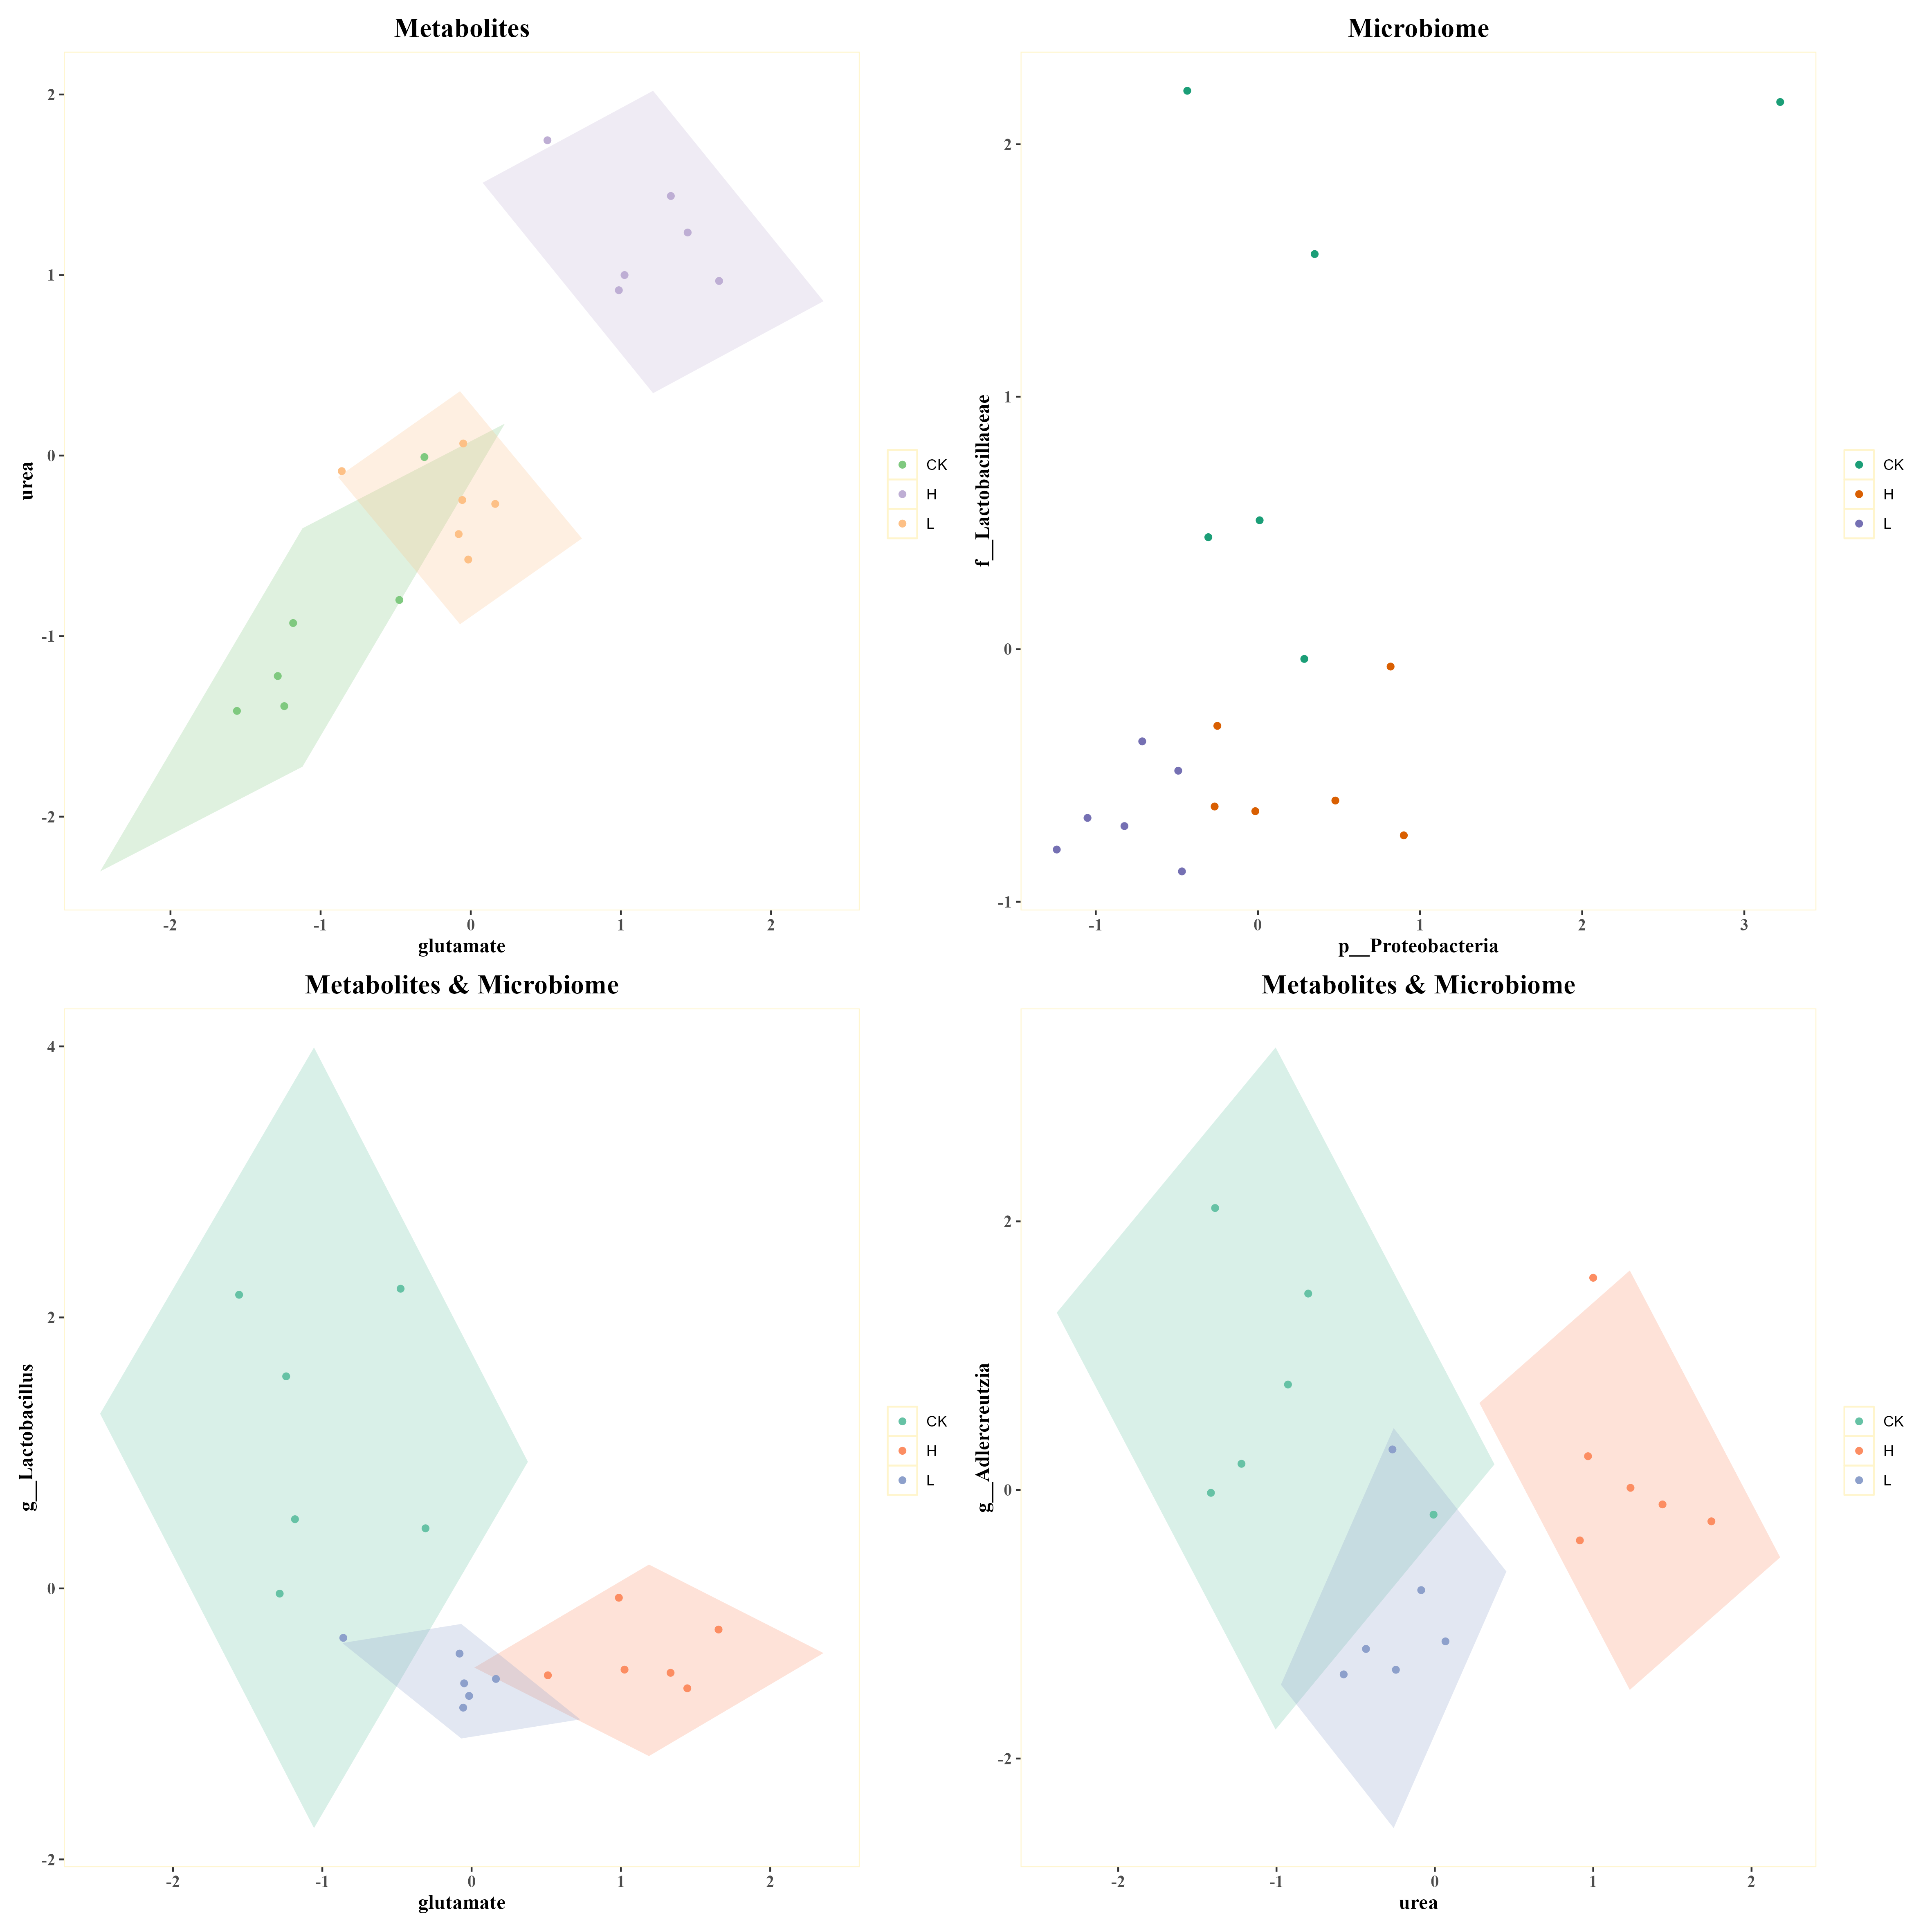 Metabolites
urea
2
1
0
-1
-2
-2 -1 0 1 2
glutamate
CK
H
L
Microbiome
f__Lactobacillaceae
2
1
0
-1
-1 0 1 2 3
p__Proteobacteria
CK
H
L
Metabolites & Microbiome
g__Lactobacillus
4
2
0
-2
-2 -1 0 1 2
glutamate
CK
H
L
Metabolites & Microbiome
g__Adlercreutzia
2
0
-2
-2 -1 0 1 2
urea
CK
H
L